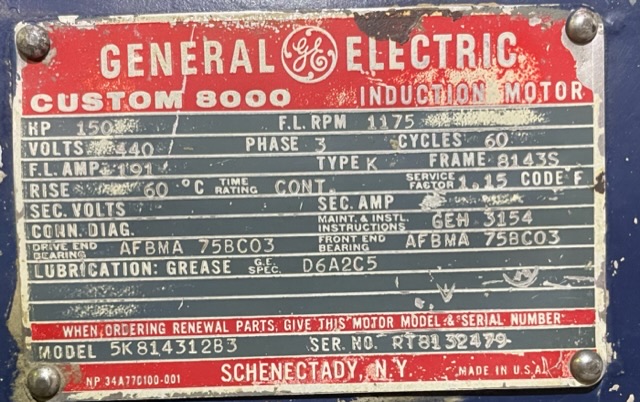 GENERAL GE ELECTRIC
CUSTOM 8000 INDUCTION MOTOR
HP 150 F.L. RPM 1175
VOLTS 440 PHASE 3 CYCLES 60
F.L. AMP. 191 TYPE K FRAME 8143S
RISE 60 °C TIME RATING CONT. SERVICE FACTOR 1.15 CODE F
SEC. VOLTS SEC. AMP
CONN. DIAG. MAINT. & INSTL. INSTRUCTIONS GEH 3154
DRIVE END BEARING AFBMA 75BC03 FRONT END BEARING AFBMA 75BC03
LUBRICATION: GREASE G.E. SPEC. D6A2C5
WHEN ORDERING RENEWAL PARTS, GIVE THIS MOTOR MODEL & SERIAL NUMBER
MODEL 5K814312B3 SER. NO. RT8132479
NP 34A770100-001 SCHENECTADY, N.Y. MADE IN U.S.A.